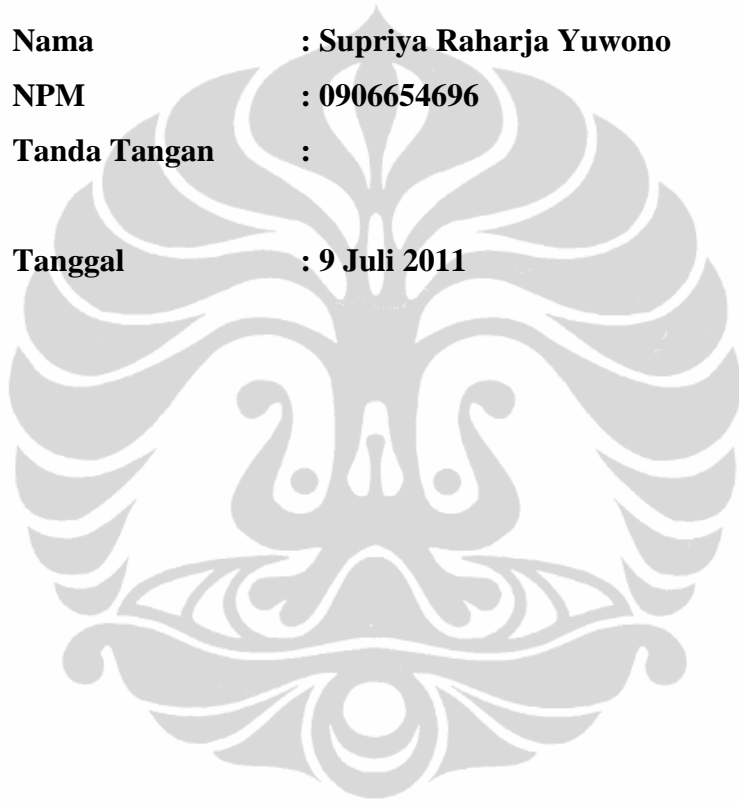 Nama : Supriya Raharja Yuwono
NPM : 0906654696
Tanda Tangan :
Tanggal : 9 Juli 2011